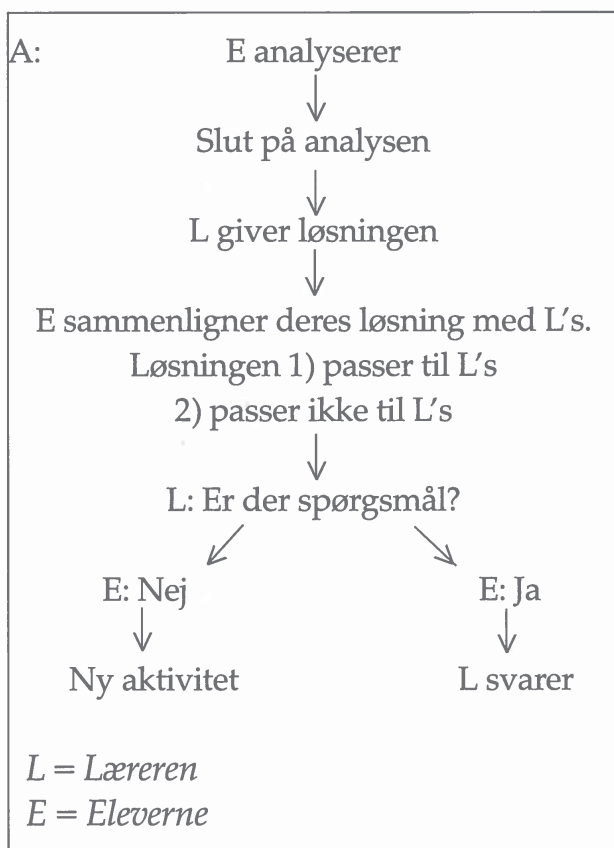 A: E analyserer
Slut på analysen
L giver løsningen
E sammenligner deres løsning med L's.
Løsningen 1) passer til L's
2) passer ikke til L's
L: Er der spørgsmål?
E: Nej E: Ja
Ny aktivitet L svarer
L = Læreren
E = Eleverne